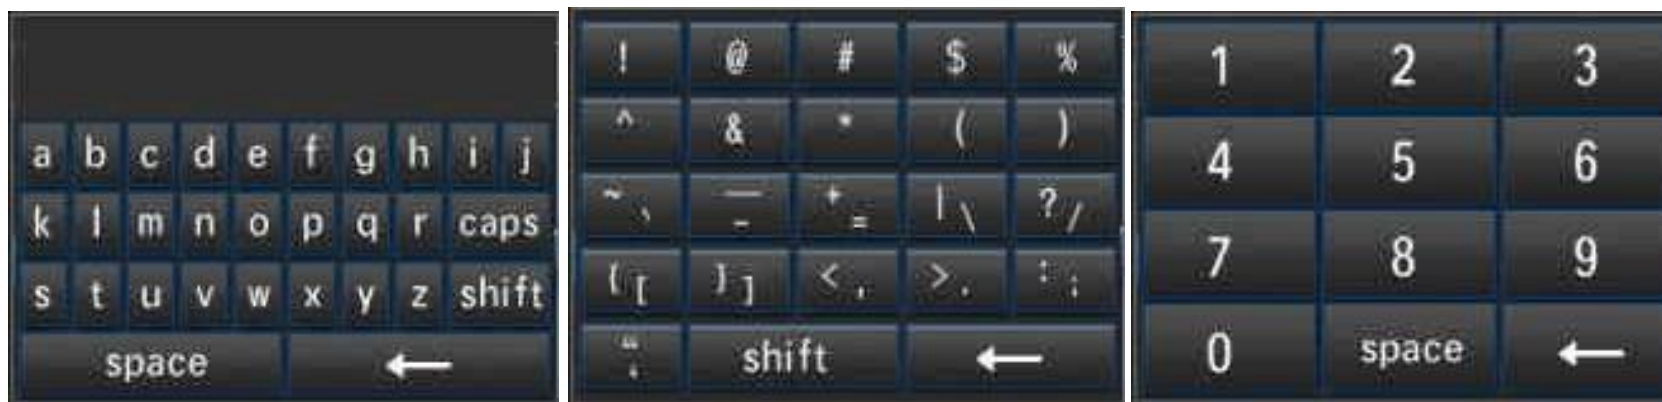 a b c d e f g h i j
k l m n o p q r caps
s t u v w x y z shift
space ←
! @ # $ %
^ & * ( )
~ ` — - + = | \ ? /
{ [ } ] < , > . : ;
“ ‘ shift ←
1 2 3
4 5 6
7 8 9
0 space ←